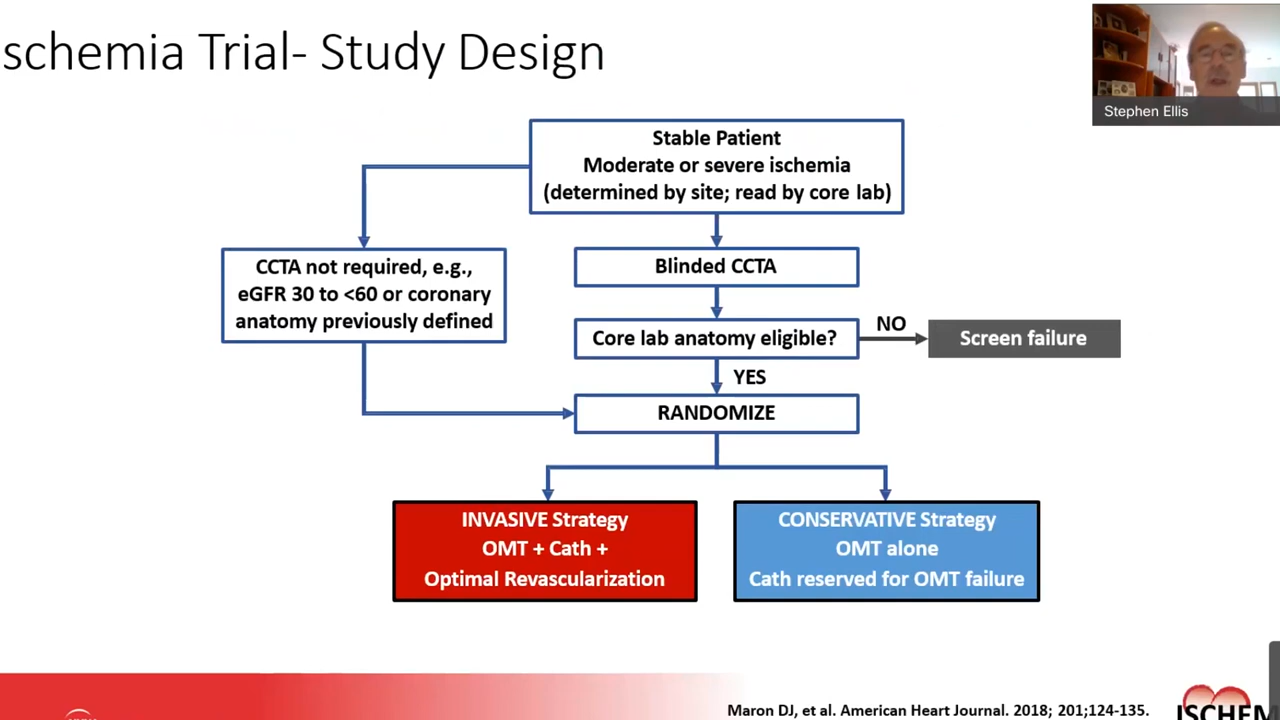 schemia Trial- Study Design
Stephen Ellis
Stable Patient
Moderate or severe ischemia
(determined by site; read by core lab)
CCTA not required, e.g.,
eGFR 30 to <60 or coronary
anatomy previously defined
Blinded CCTA
Core lab anatomy eligible?
NO
Screen failure
YES
RANDOMIZE
INVASIVE Strategy
OMT + Cath +
Optimal Revascularization
CONSERVATIVE Strategy
OMT alone
Cath reserved for OMT failure
Maron DJ, et al. American Heart Journal. 2018; 201;124-135.
ISCHEM